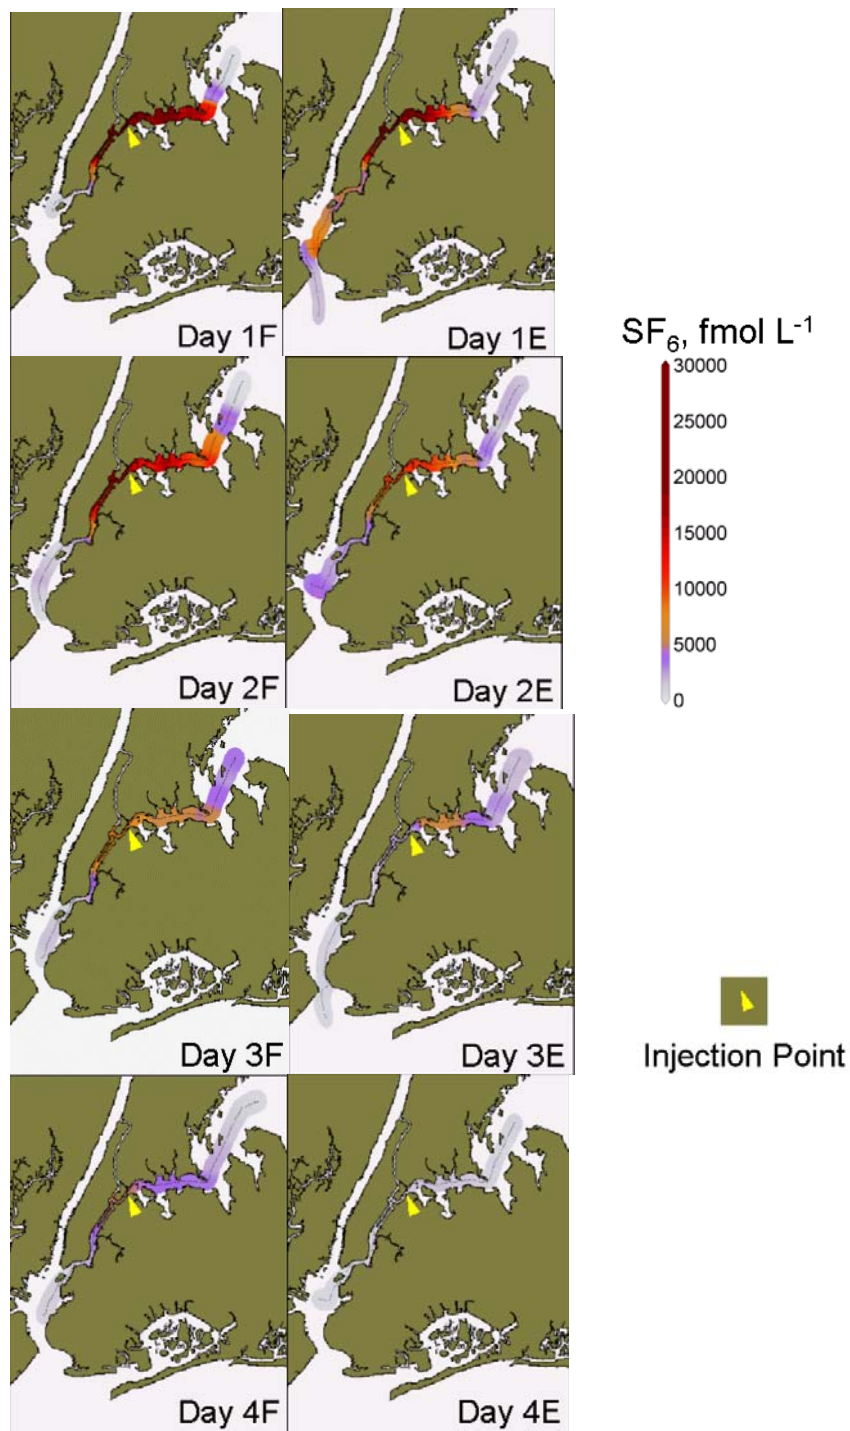 Day 1F
Day 1E
SF₆, fmol L⁻¹
30000
25000
20000
15000
10000
5000
0
Day 2F
Day 2E
Day 3F
Day 3E
Injection Point
Day 4F
Day 4E